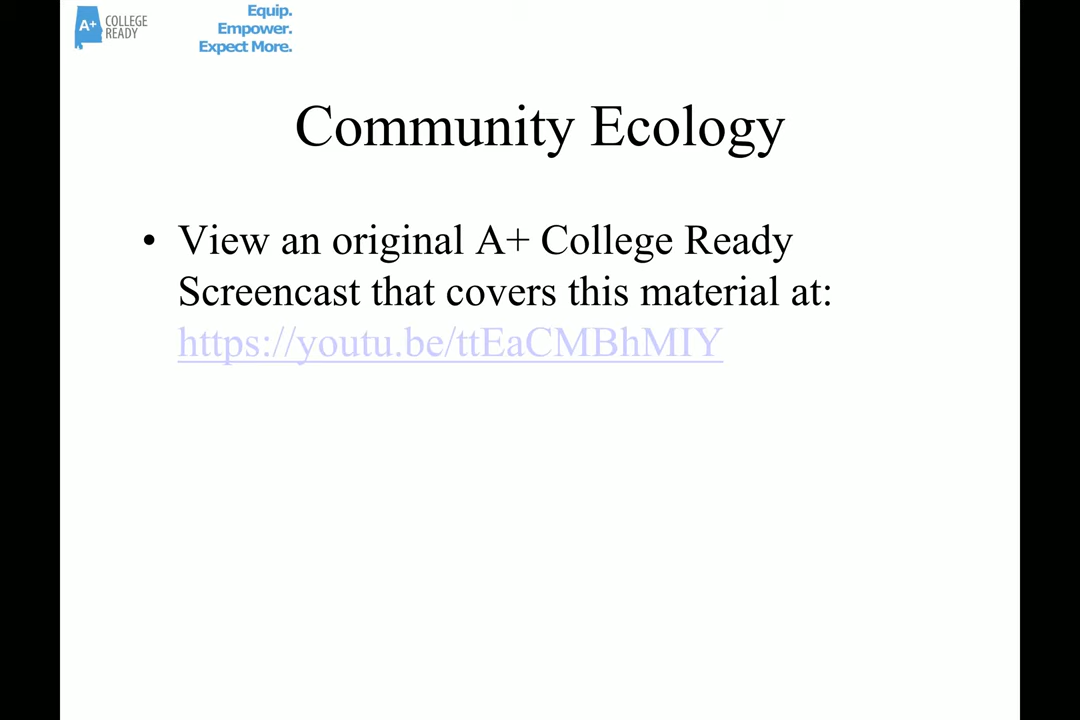 A+ COLLEGE
READY
Equip.
Empower.
Expect More.
Community Ecology
• View an original A+ College Ready
Screencast that covers this material at:
https://youtu.be/ttEaCMBhMIY